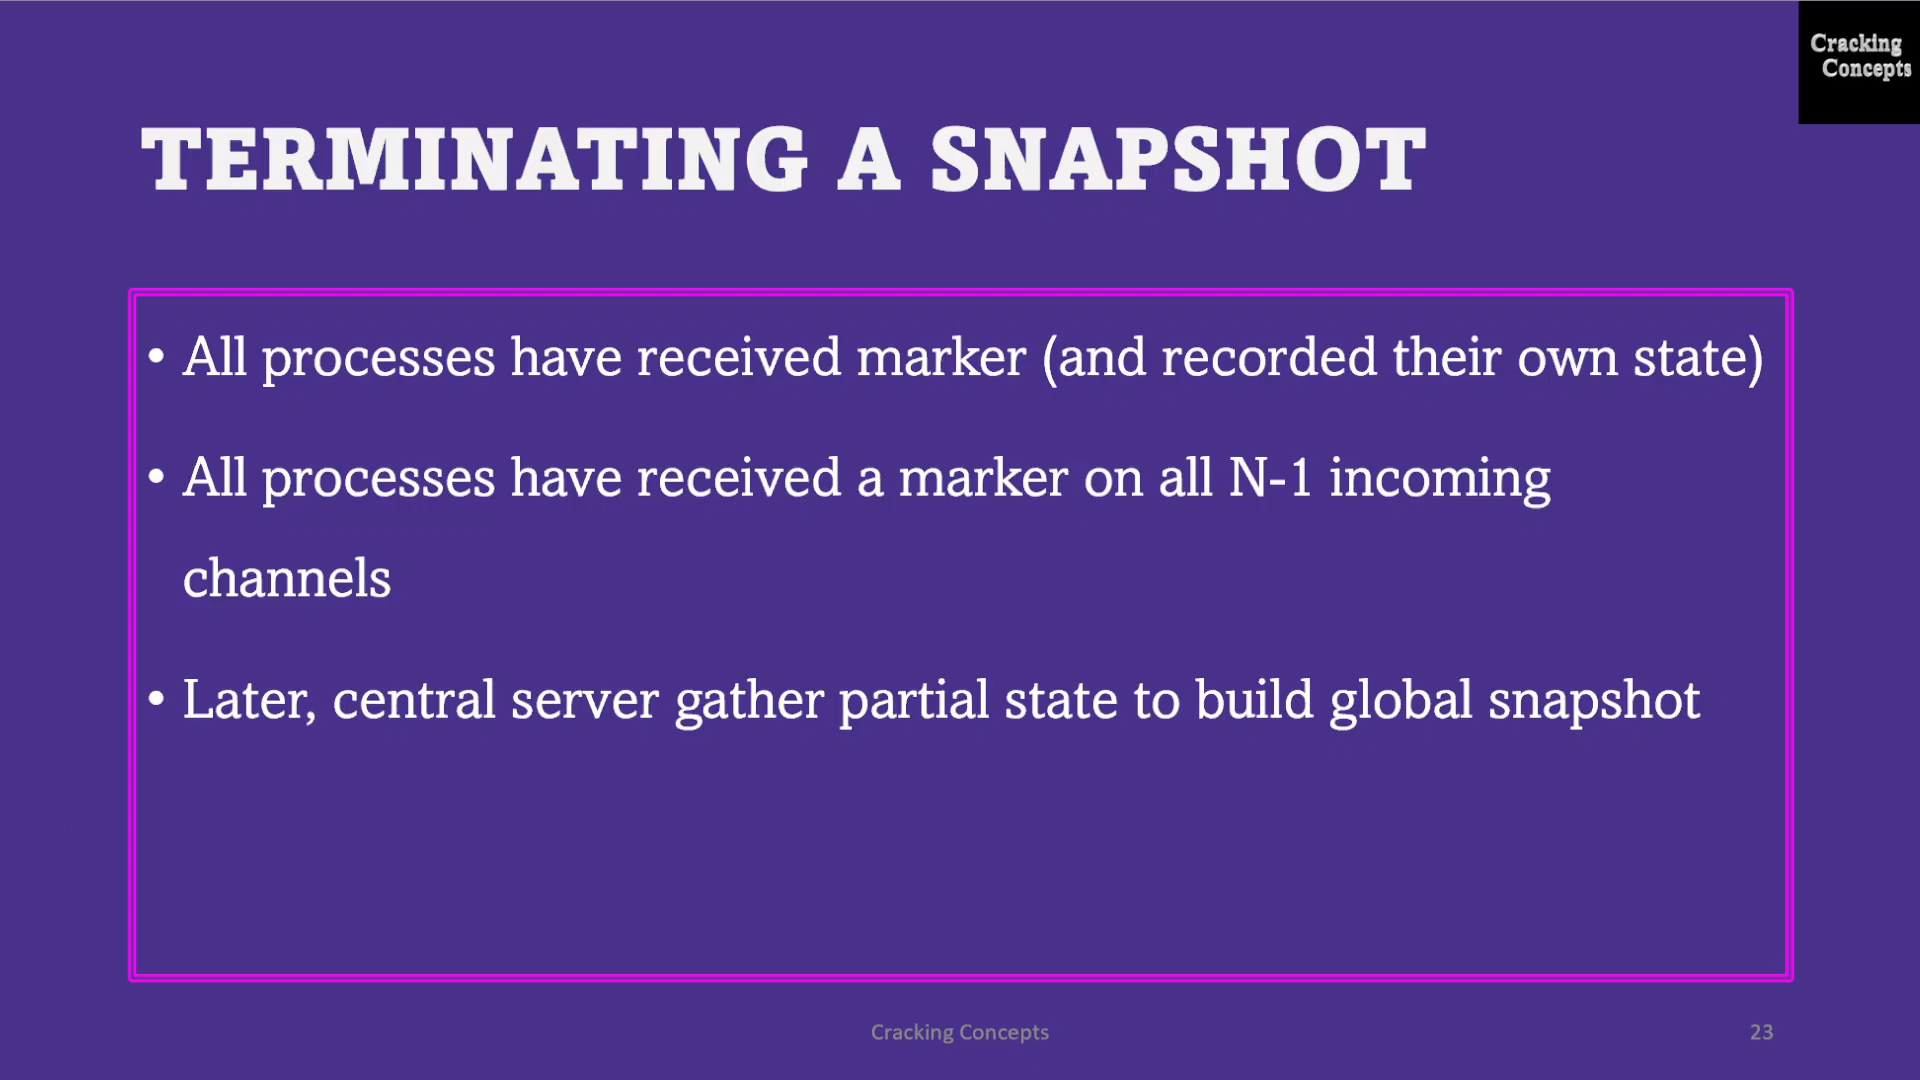 Cracking
Concepts
TERMINATING A SNAPSHOT
• All processes have received marker (and recorded their own state)
• All processes have received a marker on all N-1 incoming
channels
• Later, central server gather partial state to build global snapshot
Cracking Concepts
23